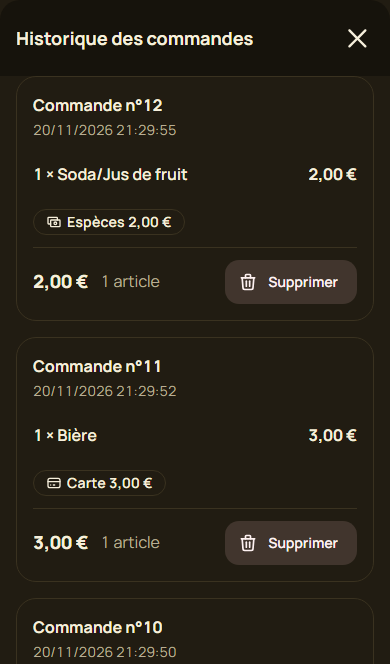 Historique des commandes
Commande n°12
20/11/2026 21:29:55
1 × Soda/Jus de fruit 2,00 €
Espèces 2,00 €
2,00 € 1 article Supprimer
Commande n°11
20/11/2026 21:29:52
1 × Bière 3,00 €
Carte 3,00 €
3,00 € 1 article Supprimer
Commande n°10
20/11/2026 21:29:50